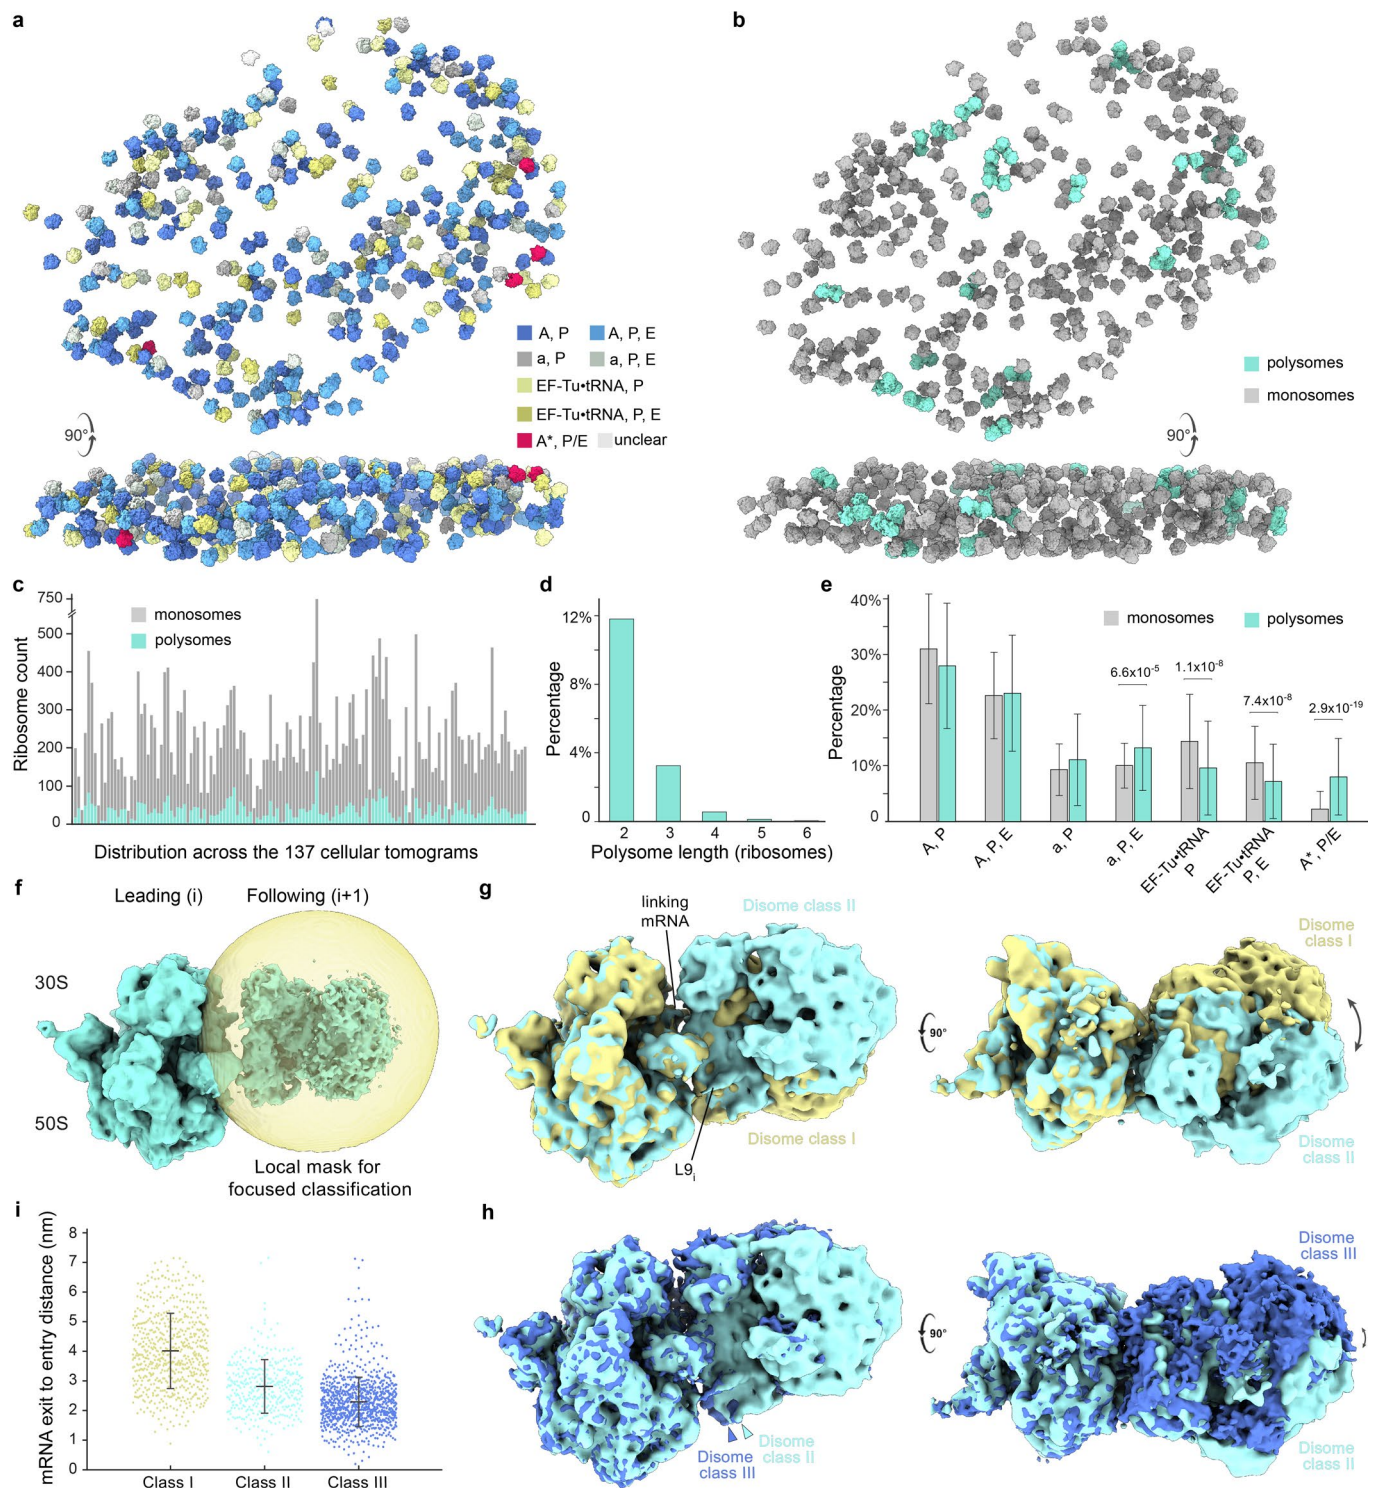 a
b
A, P
A, P, E
a, P
a, P, E
EF-Tu•tRNA, P
EF-Tu•tRNA, P, E
A*, P/E
unclear
90°
polysomes
monosomes
90°
c
750
500
400
300
200
100
0
Ribosome count
monosomes
polysomes
Distribution across the 137 cellular tomograms
d
12%
8%
4%
0
Percentage
2 3 4 5 6
Polysome length (ribosomes)
e
40%
30%
20%
10%
0
Percentage
monosomes
polysomes
6.6x10-5
1.1x10-8
7.4x10-8
2.9x10-19
A, P
A, P, E
a, P
a, P, E
EF-Tu•tRNA
P
EF-Tu•tRNA
P, E
A*, P/E
f
Leading (i)
Following (i+1)
30S
50S
Local mask for
focused classification
g
linking
mRNA
Disome class II
Disome class I
L9i
90°
Disome
class I
Disome
class II
i
8
7
6
5
4
3
2
1
0
mRNA exit to entry distance (nm)
Class I
Class II
Class III
h
Disome
class III
Disome
class II
90°
Disome
class III
Disome
class II